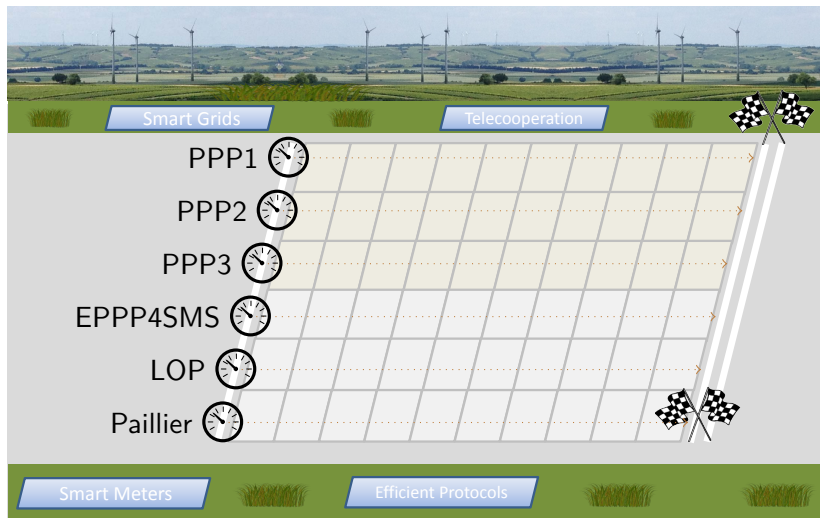 Smart Grids
Telecooperation
PPP1
PPP2
PPP3
EPPP4SMS
LOP
Paillier
Smart Meters
Efficient Protocols